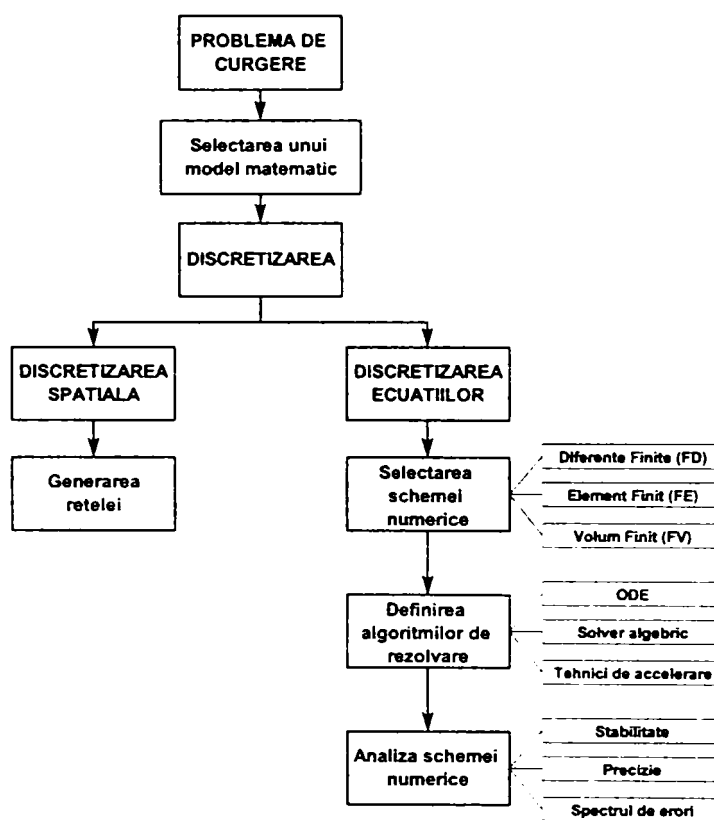 PROBLEMA DE
CURGERE
Selectarea unui
model matematic
DISCRETIZAREA
DISCRETIZAREA
SPATIALA
DISCRETIZAREA
ECUATIILOR
Generarea
retelei
Selectarea
schemei
numerice
Diferente Finite (FD)
Element Finit (FE)
Volum Finit (FV)
Definirea
algoritmilor de
rezolvare
ODE
Solver algebric
Tehnici de accelerare
Analiza schemei
numerice
Stabilitate
Precizie
Spectrul de erori